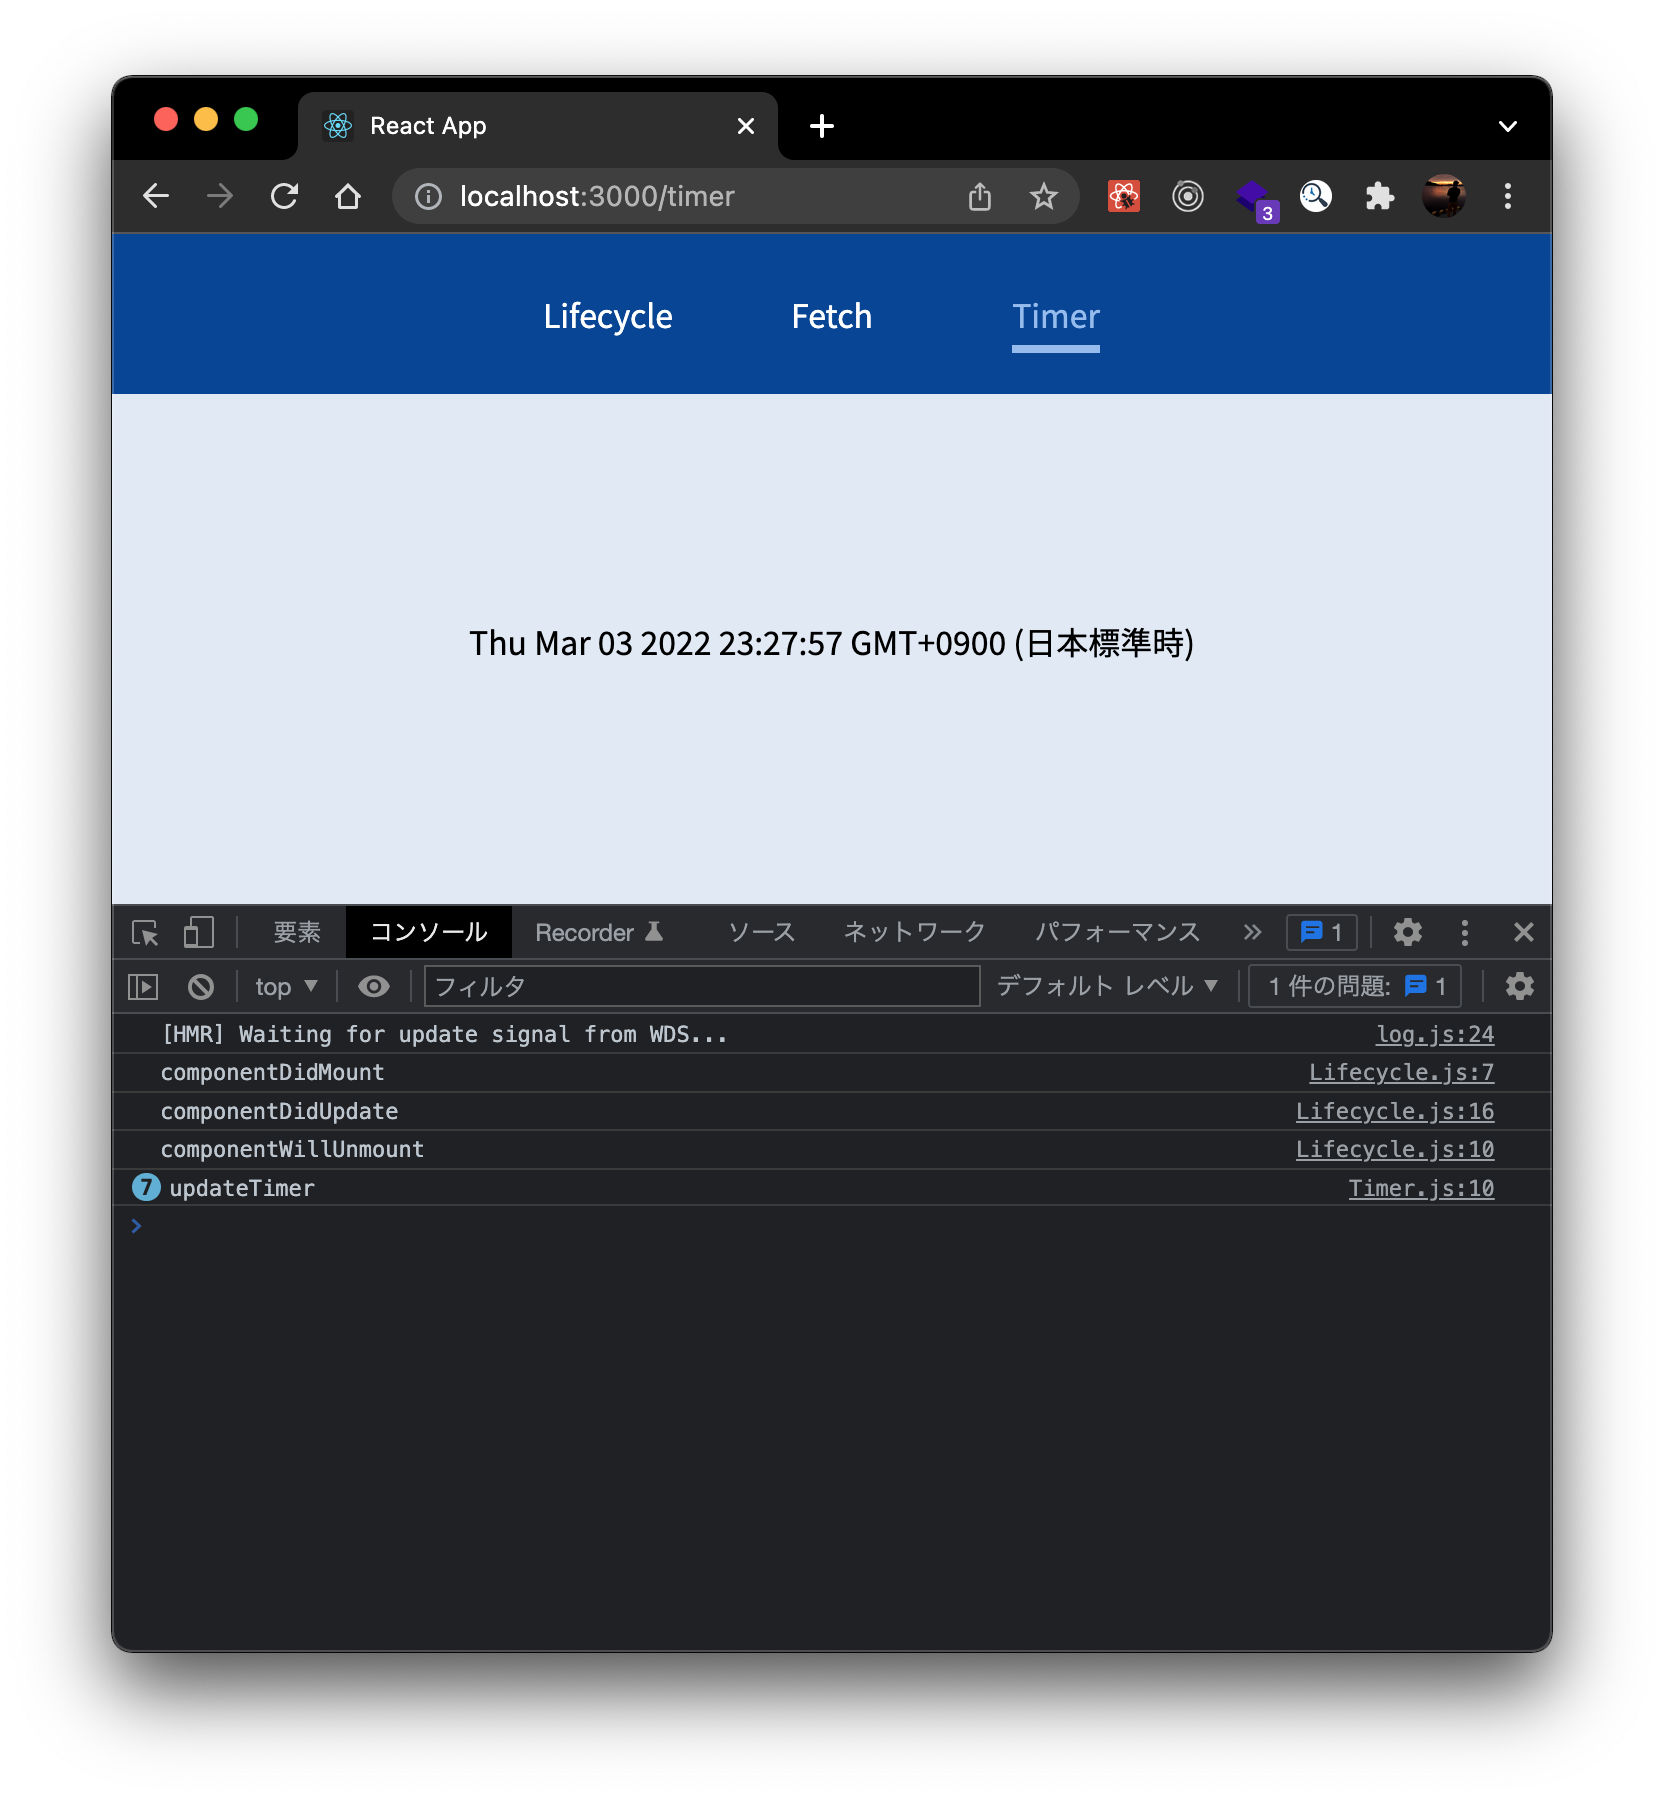 React App
localhost:3000/timer
3
Lifecycle Fetch Timer
Thu Mar 03 2022 23:27:57 GMT+0900 (日本標準時)
要素 コンソール Recorder ソース ネットワーク パフォーマンス 1
top フィルタ デフォルト レベル 1 件の問題: 1
[HMR] Waiting for update signal from WDS... log.js:24
componentDidMount Lifecycle.js:7
componentDidUpdate Lifecycle.js:16
componentWillUnmount Lifecycle.js:10
7 updateTimer Timer.js:10